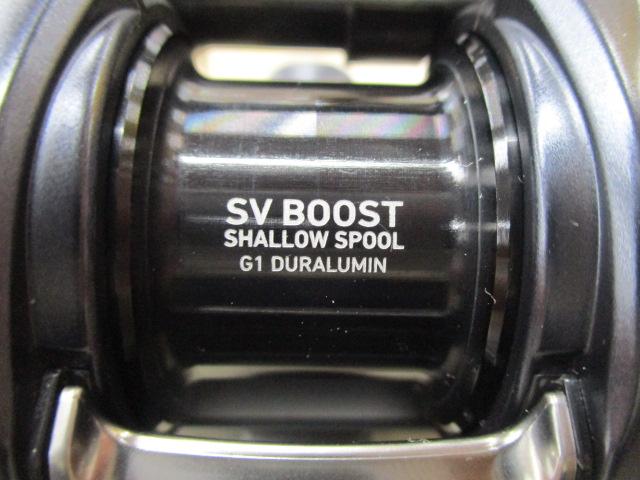 SV BOOST
SHALLOW SPOOL
G1 DURALUMIN